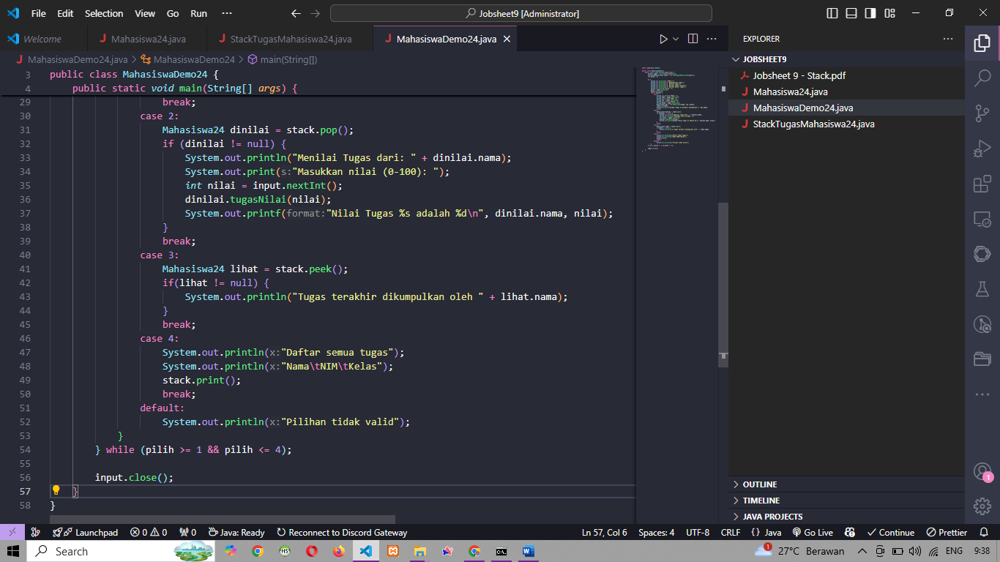 File Edit Selection View Go Run ··· Jobsheet9 [Administrator]
Welcome Mahasiswa24.java StackTugasMahasiswa24.java MahasiswaDemo24.java
MahasiswaDemo24.java > MahasiswaDemo24 > main(String[])
3 public class MahasiswaDemo24 {
4 public static void main(String[] args) {
29 break;
30 case 2:
31 Mahasiswa24 dinilai = stack.pop();
32 if (dinilai != null) {
33 System.out.println("Menilai Tugas dari: " + dinilai.nama);
34 System.out.print(s:"Masukkan nilai (0-100): ");
35 int nilai = input.nextInt();
36 dinilai.tugasNilai(nilai);
37 System.out.printf(format:"Nilai Tugas %s adalah %d\n", dinilai.nama, nilai);
38 }
39 break;
40 case 3:
41 Mahasiswa24 lihat = stack.peek();
42 if(lihat != null) {
43 System.out.println("Tugas terakhir dikumpulkan oleh " + lihat.nama);
44 }
45 break;
46 case 4:
47 System.out.println(x:"Daftar semua tugas");
48 System.out.println(x:"Nama\tNIM\tKelas");
49 stack.print();
50 break;
51 default:
52 System.out.println(x:"Pilihan tidak valid");
53 }
54 } while (pilih >= 1 && pilih <= 4);
55
56 input.close();
57 }
58 }
EXPLORER
JOBSHEET9
Jobsheet 9 - Stack.pdf
Mahasiswa24.java
MahasiswaDemo24.java
StackTugasMahasiswa24.java
OUTLINE
TIMELINE
JAVA PROJECTS
1
Launchpad 0 0 0 Java: Ready Reconnect to Discord Gateway Ln 57, Col 6 Spaces: 4 UTF-8 CRLF {} Java Go Live Continue Prettier
Search HS W 1 27°C Berawan ENG 9:38